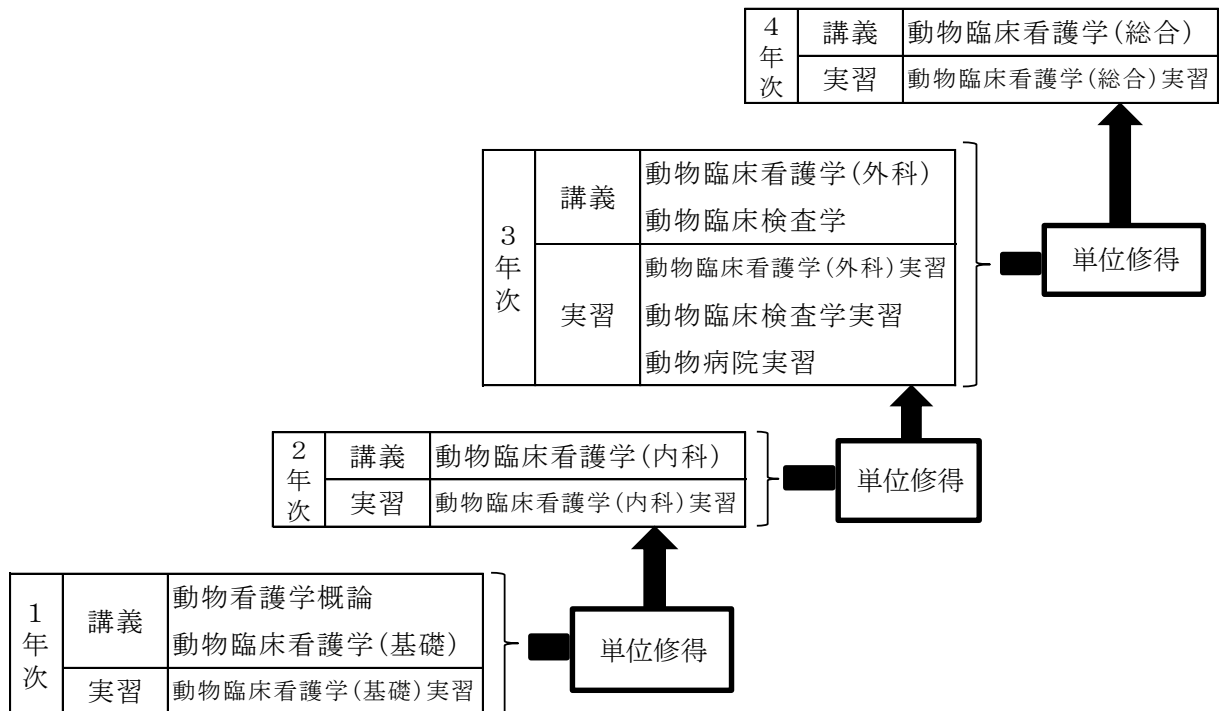 4年次
講義
動物臨床看護学(総合)
実習
動物臨床看護学(総合)実習
3年次
講義
動物臨床看護学(外科)
動物臨床検査学
実習
動物臨床看護学(外科)実習
動物臨床検査学実習
動物病院実習
単位修得
2年次
講義
動物臨床看護学(内科)
実習
動物臨床看護学(内科)実習
単位修得
1年次
講義
動物看護学概論
動物臨床看護学(基礎)
実習
動物臨床看護学(基礎)実習
単位修得